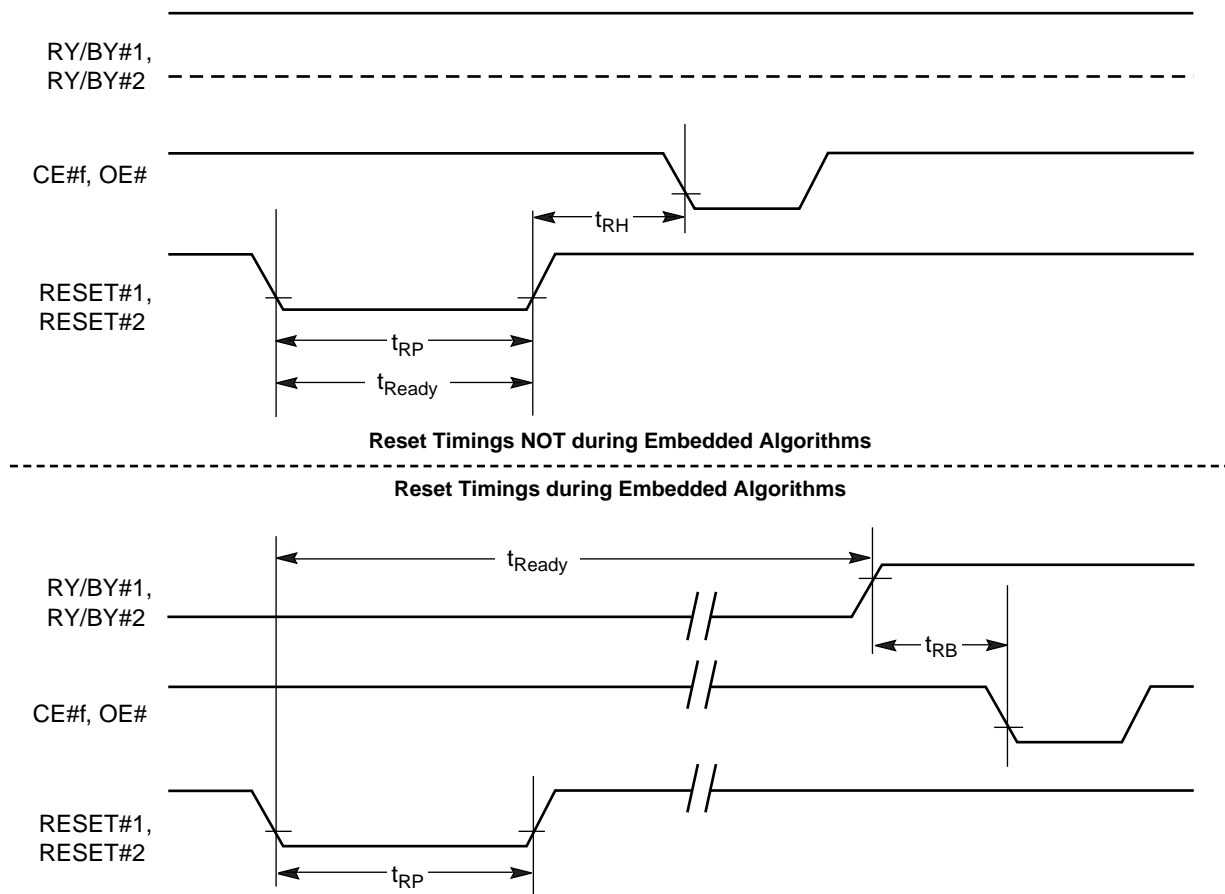 RY/BY#1,
RY/BY#2
CE#f, OE#
tRH
RESET#1,
RESET#2
tRP
tReady
Reset Timings NOT during Embedded Algorithms
Reset Timings during Embedded Algorithms
tReady
RY/BY#1,
RY/BY#2
tRB
CE#f, OE#
RESET#1,
RESET#2
tRP